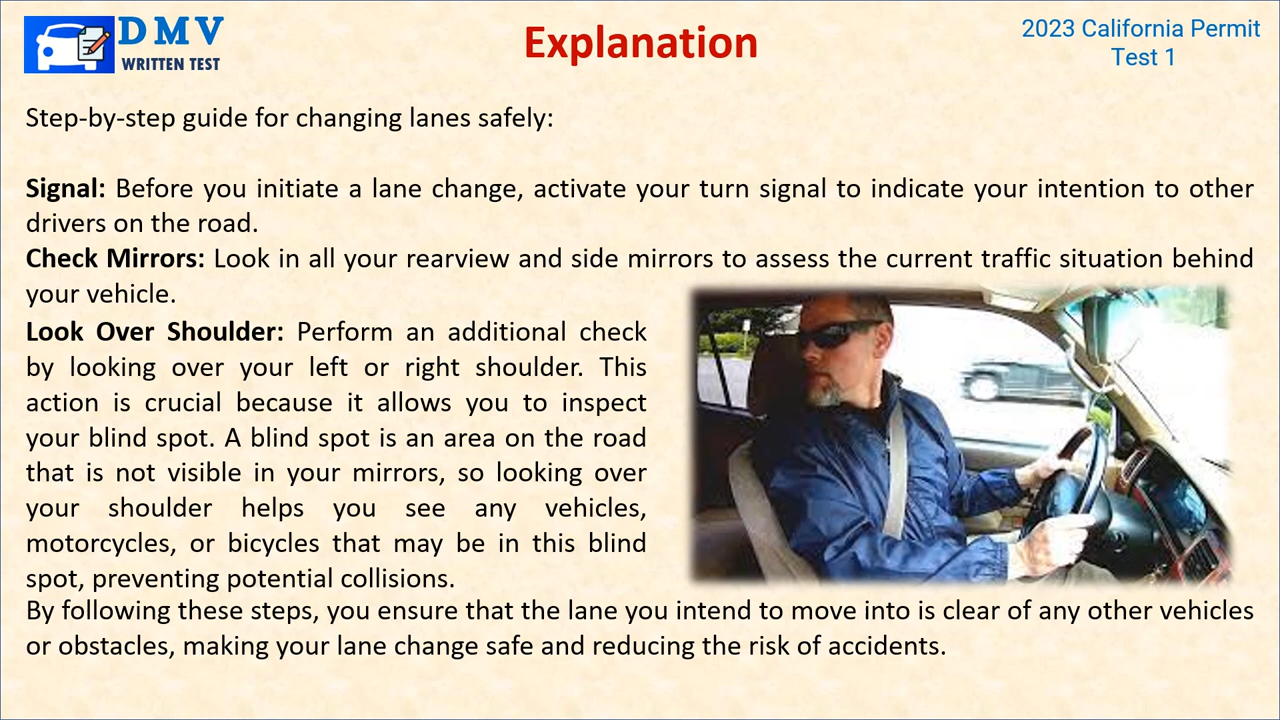 DMV
WRITTEN TEST
Explanation
2023 California Permit
Test 1
Step-by-step guide for changing lanes safely:
Signal: Before you initiate a lane change, activate your turn signal to indicate your intention to other
drivers on the road.
Check Mirrors: Look in all your rearview and side mirrors to assess the current traffic situation behind
your vehicle.
Look Over Shoulder: Perform an additional check
by looking over your left or right shoulder. This
action is crucial because it allows you to inspect
your blind spot. A blind spot is an area on the road
that is not visible in your mirrors, so looking over
your shoulder helps you see any vehicles,
motorcycles, or bicycles that may be in this blind
spot, preventing potential collisions.
By following these steps, you ensure that the lane you intend to move into is clear of any other vehicles
or obstacles, making your lane change safe and reducing the risk of accidents.